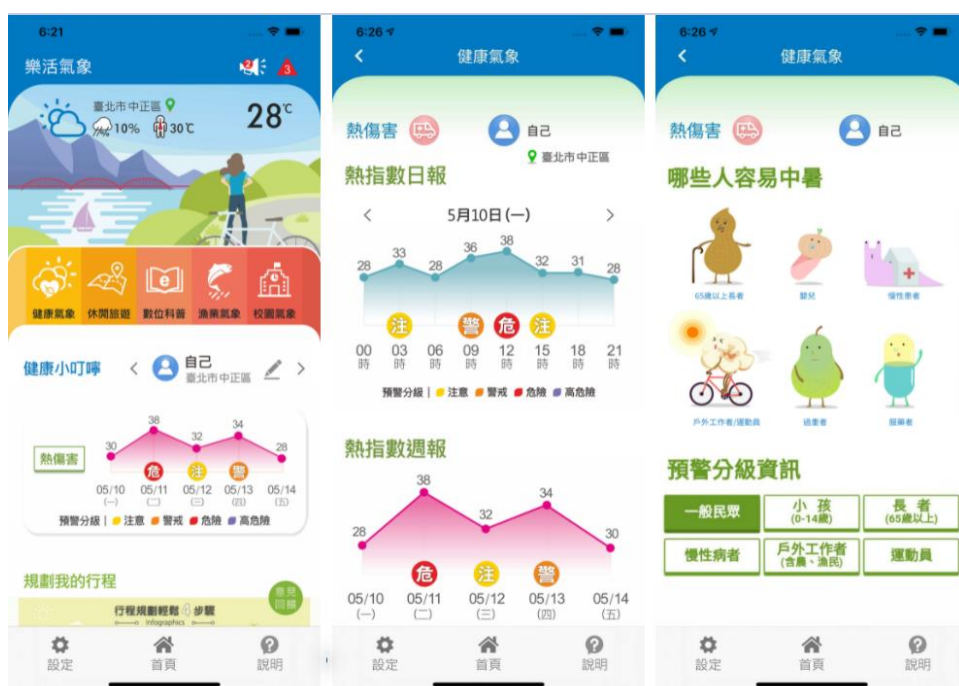 6:21
樂活氣象
2
3
臺北市中正區
10%
30℃
28℃
健康氣象
休閒旅遊
數位科普
漁業氣象
校園氣象
健康小叮嚀
自己
臺北市中正區
熱傷害
30 38 32 34 28
危 注 警
05/10 05/11 05/12 05/13 05/14
(一) (二) (三) (四) (五)
預警分級 | 注意 警戒 危險 高危險
規劃我的行程
意見
回饋
行程規劃輕鬆4步驟
Infographics
設定 首頁 說明
6:26
健康氣象
熱傷害
自己
臺北市中正區
熱指數日報
5月10日(一)
28 33 28 36 38 32 31 28
注 警 危 注
00 03 06 09 12 15 18 21
時 時 時 時 時 時 時 時
預警分級 | 注意 警戒 危險 高危險
熱指數週報
28 38 32 34 30
危 注 警
05/10 05/11 05/12 05/13 05/14
(一) (二) (三) (四) (五)
設定 首頁 說明
6:26
健康氣象
熱傷害
自己
哪些人容易中暑
65歲以上長者 嬰兒 慢性患者
戶外工作者/運動員 過重者 服藥者
預警分級資訊
一般民眾
小孩
(0-14歲)
長者
(65歲以上)
慢性病者
戶外工作者
(含農、漁民)
運動員
設定 首頁 說明